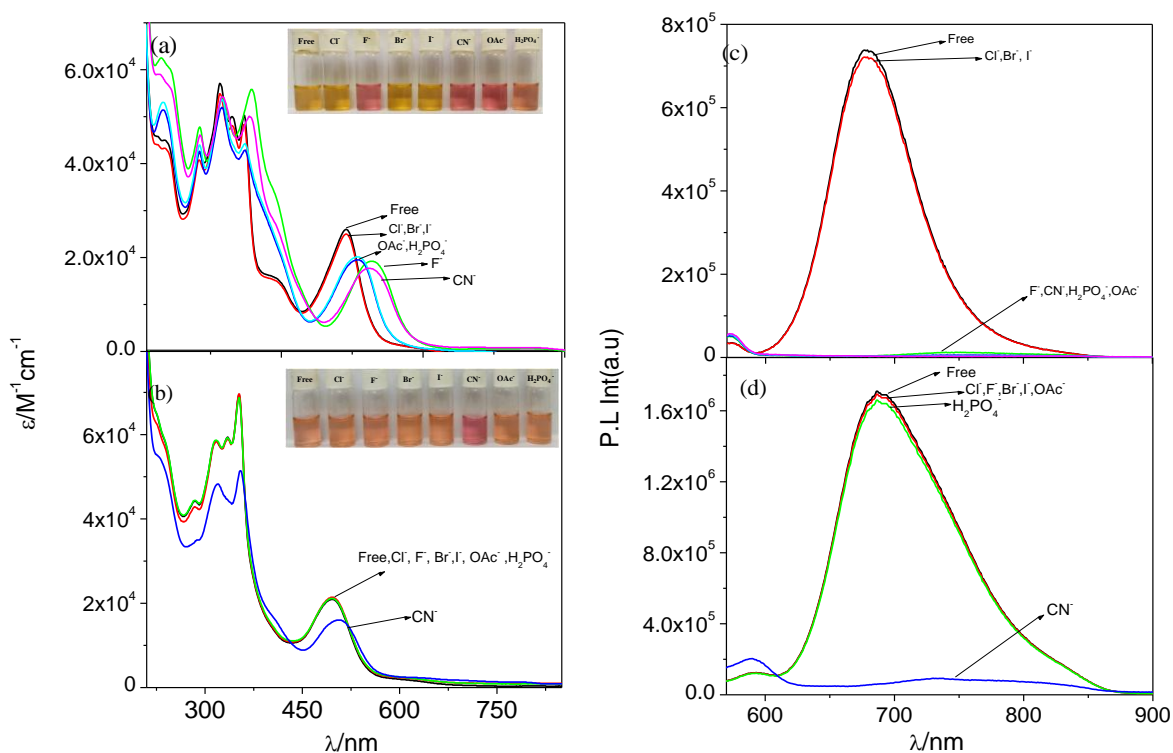 (a)
Free Cl⁻ F⁻ Br⁻ I⁻ CN⁻ OAc⁻ H₂PO₄⁻
6.0x10⁴
4.0x10⁴
2.0x10⁴
0.0
Free
Cl⁻,Br⁻,I⁻
OAc⁻,H₂PO₄⁻
F⁻
CN⁻
(b)
Free Cl⁻ F⁻ Br⁻ I⁻ CN⁻ OAc⁻ H₂PO₄⁻
6x10⁴
4x10⁴
2x10⁴
0
Free,Cl⁻, F⁻, Br⁻,I⁻, OAc⁻ ,H₂PO₄⁻
CN⁻
300 450 600 750
λ/nm
ε/M⁻¹cm⁻¹
(c)
8x10⁵
6x10⁵
4x10⁵
2x10⁵
0
Free
Cl⁻,Br⁻, I⁻
F⁻,CN⁻,H₂PO₄⁻,OAc⁻
(d)
1.6x10⁶
1.2x10⁶
8.0x10⁵
4.0x10⁵
0.0
Free
Cl⁻,F⁻,Br⁻,I⁻,OAc⁻
H₂PO₄⁻
CN⁻
600 700 800 900
λ/nm
P.L Int(a.u)